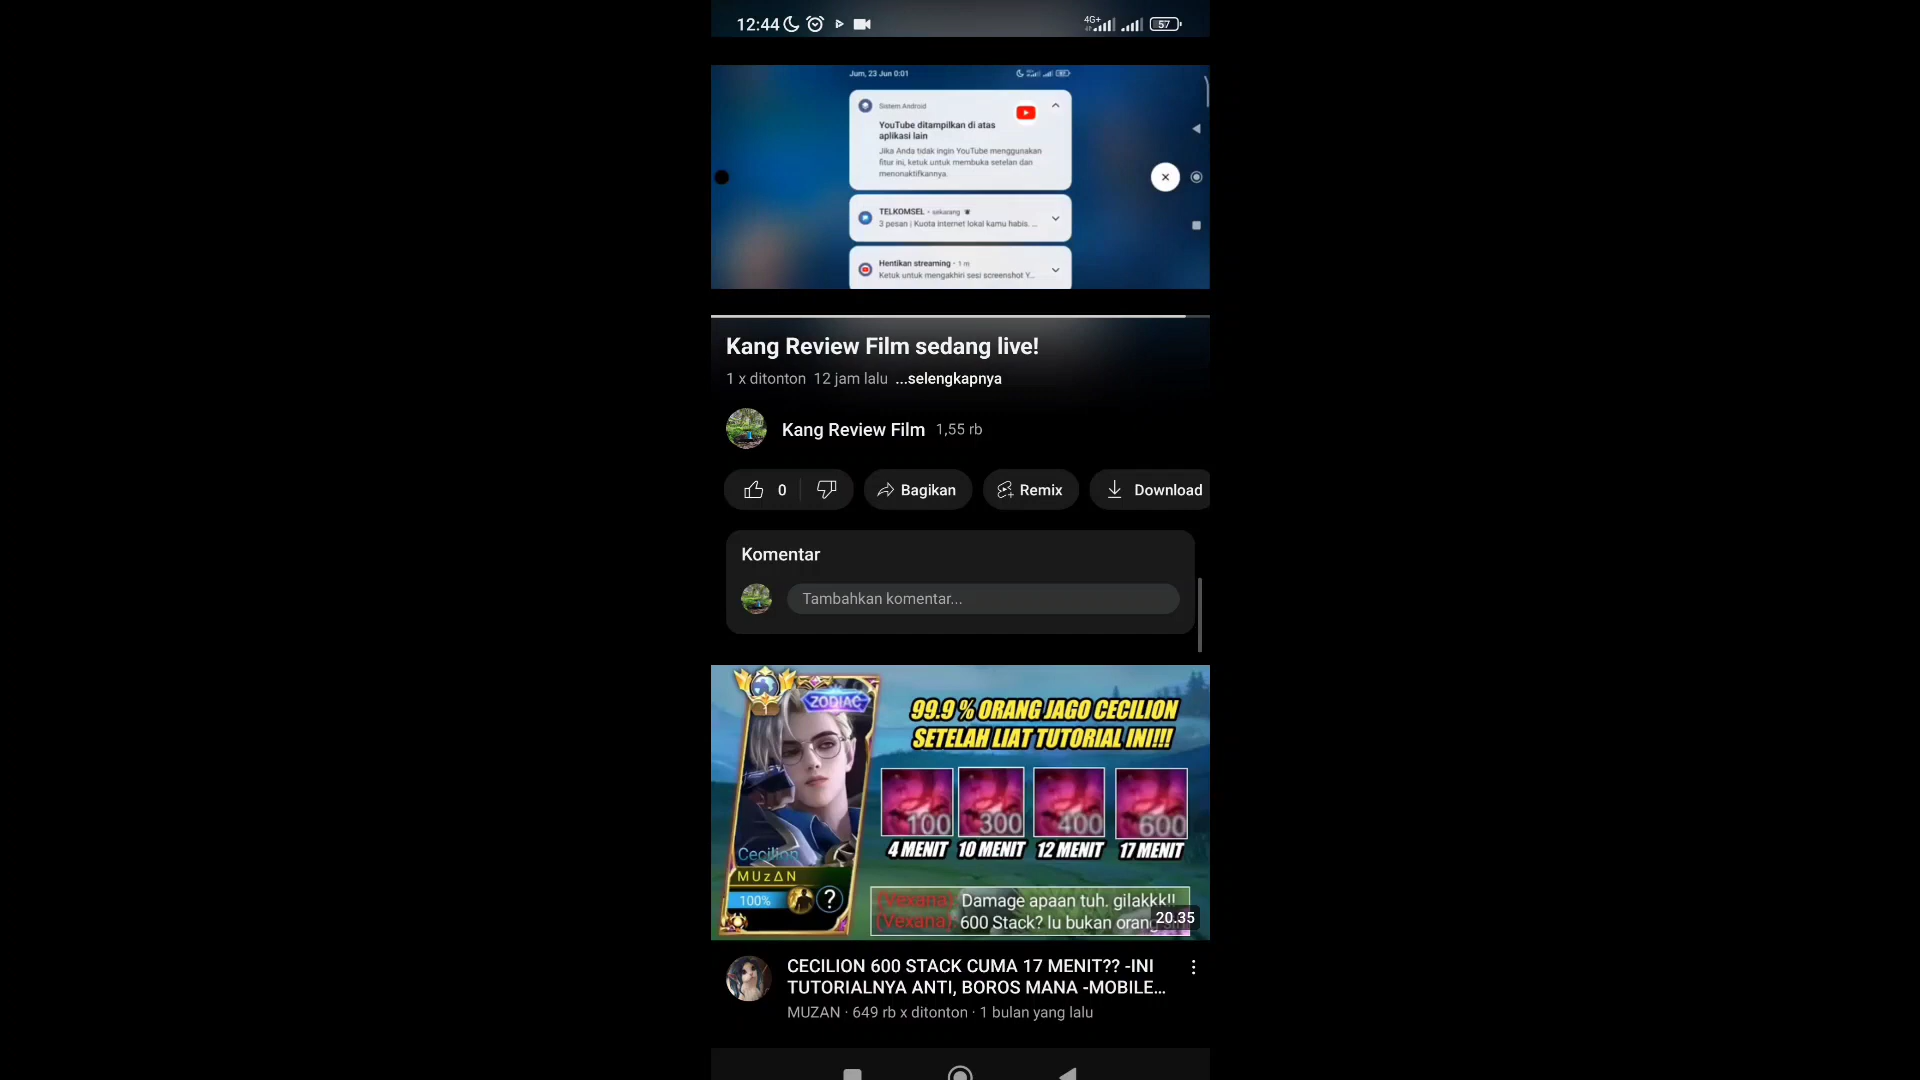 12:44
4G+
57
Jum, 23 Jun 0:01
Sistem Android
YouTube ditampilkan di atas
aplikasi lain
Jika Anda tidak ingin YouTube menggunakan
fitur ini, ketuk untuk membuka setelan dan
menonaktifkannya.
TELKOMSEL • sekarang
3 pesan | Kuota internet lokal kamu habis. ...
Hentikan streaming • 1 m
Ketuk untuk mengakhiri sesi screenshot Y...
Kang Review Film sedang live!
1 x ditonton 12 jam lalu ...selengkapnya
Kang Review Film 1,55 rb
0 Bagikan Remix Download
Komentar
Tambahkan komentar...
ZODIAC
1
99.9 % ORANG JAGO CECILION
SETELAH LIAT TUTORIAL INI!!!
100 300 400 600
4 MENIT 10 MENIT 12 MENIT 17 MENIT
Cecilion
MUzΔN
100% ?
(Vexana): Damage apaan tuh. gilakkk!!
(Vexana): 600 Stack? lu bukan orang
20.35
CECILION 600 STACK CUMA 17 MENIT?? -INI
TUTORIALNYA ANTI, BOROS MANA -MOBILE...
MUZAN · 649 rb x ditonton · 1 bulan yang lalu